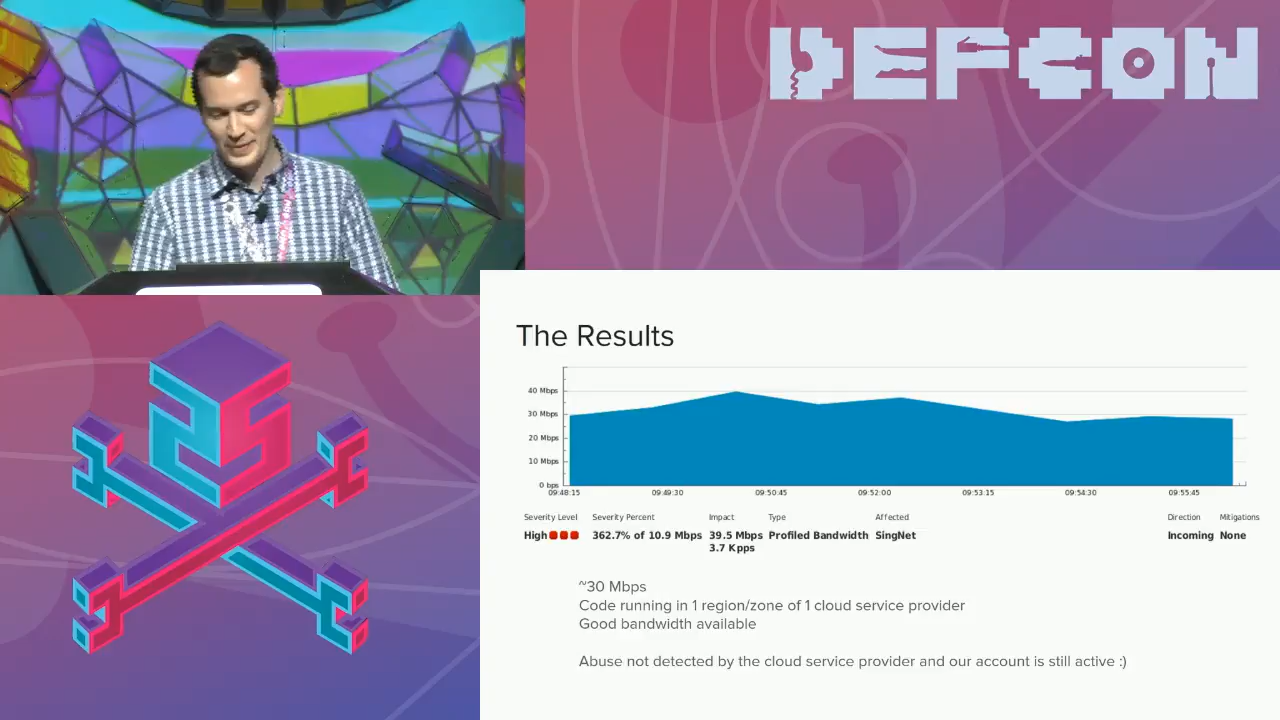 DEFCON
The Results
40 Mbps
30 Mbps
20 Mbps
10 Mbps
0 bps
09:48:15 09:49:30 09:50:45 09:52:00 09:53:15 09:54:30 09:55:45
Severity Level Severity Percent Impact Type Affected Direction Mitigations
High 362.7% of 10.9 Mbps 39.5 Mbps Profiled Bandwidth SingNet Incoming None
3.7 Kpps
~30 Mbps
Code running in 1 region/zone of 1 cloud service provider
Good bandwidth available
Abuse not detected by the cloud service provider and our account is still active :)